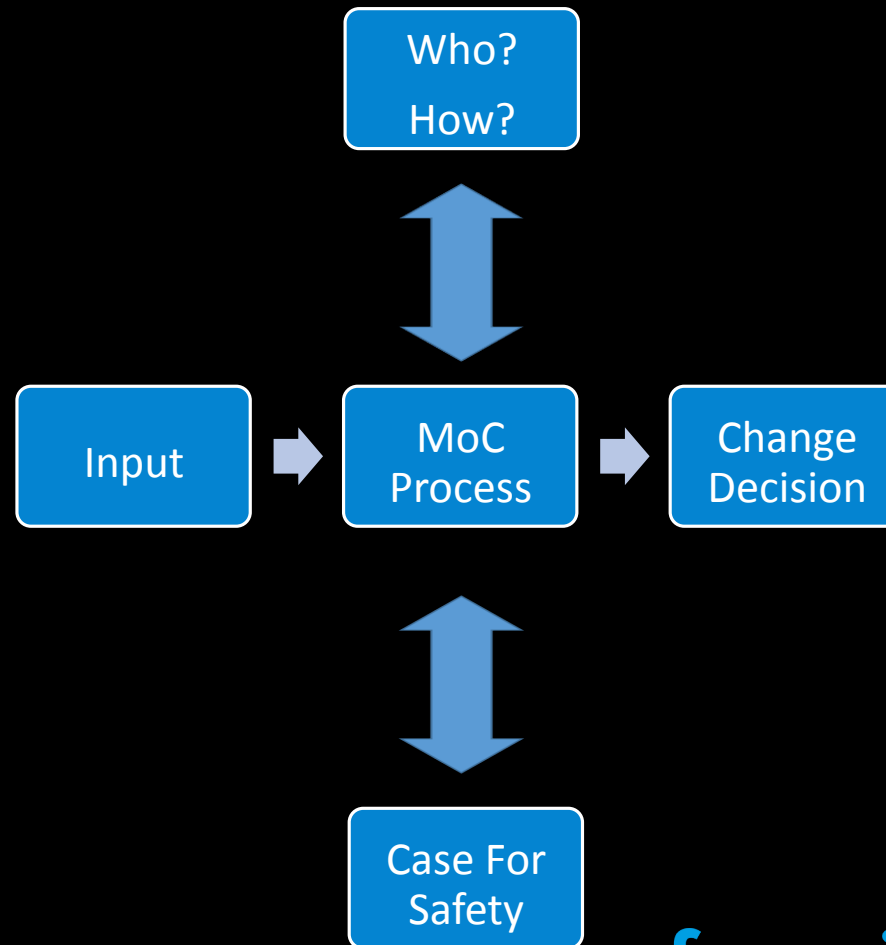 Who?
How?
Input
MoC
Process
Change
Decision
Case For
Safety